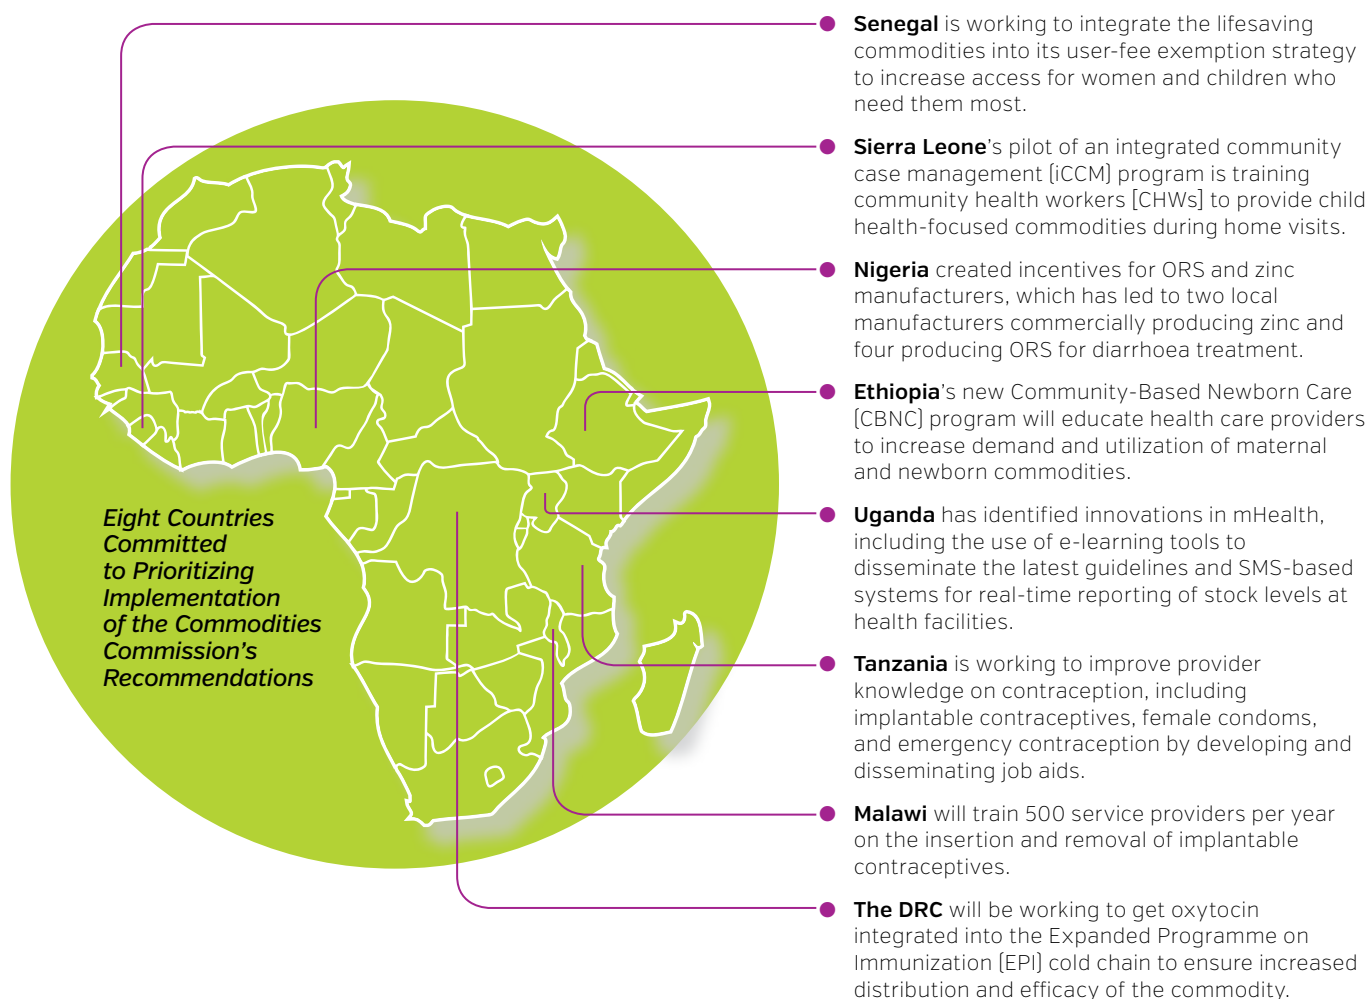 Eight Countries
Committed
to Prioritizing
Implementation
of the Commodities
Commission's
Recommendations
Senegal is working to integrate the lifesaving
commodities into its user-fee exemption strategy
to increase access for women and children who
need them most.
Sierra Leone's pilot of an integrated community
case management (iCCM) program is training
community health workers [CHWs] to provide child
health-focused commodities during home visits.
Nigeria created incentives for ORS and zinc
manufacturers, which has led to two local
manufacturers commercially producing zinc and
four producing ORS for diarrhoea treatment.
Ethiopia's new Community-Based Newborn Care
(CBNC) program will educate health care providers
to increase demand and utilization of maternal
and newborn commodities.
Uganda has identified innovations in mHealth,
including the use of e-learning tools to
disseminate the latest guidelines and SMS-based
systems for real-time reporting of stock levels at
health facilities.
Tanzania is working to improve provider
knowledge on contraception, including
implantable contraceptives, female condoms,
and emergency contraception by developing and
disseminating job aids.
Malawi will train 500 service providers per year
on the insertion and removal of implantable
contraceptives.
The DRC will be working to get oxytocin
integrated into the Expanded Programme on
Immunization (EPI) cold chain to ensure increased
distribution and efficacy of the commodity.